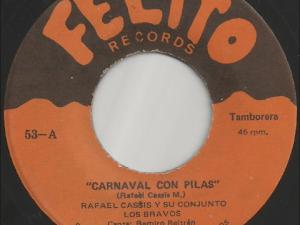 FELITO
RECORDS
53-A
Tamborera
45 rpm.
"CARNAVAL CON PILAS"
(Rafael Cassis M.)
RAFAEL CASSIS Y SU CONJUNTO
LOS BRAVOS
Canta: Ramiro Beltrán